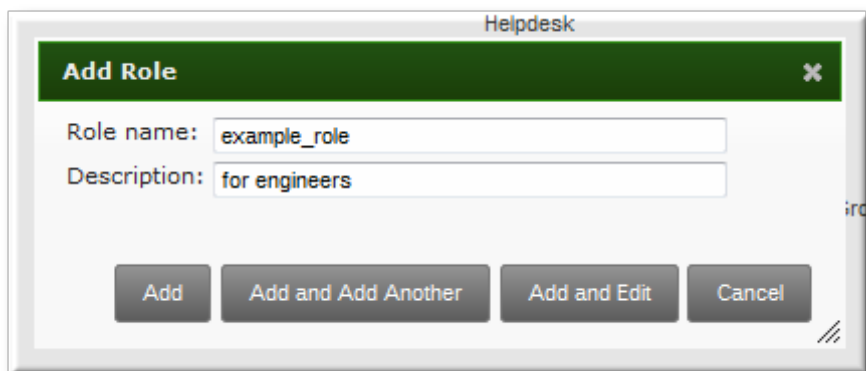 Helpdesk
Add Role
Role name: example_role
Description: for engineers
Add Add and Add Another Add and Edit Cancel